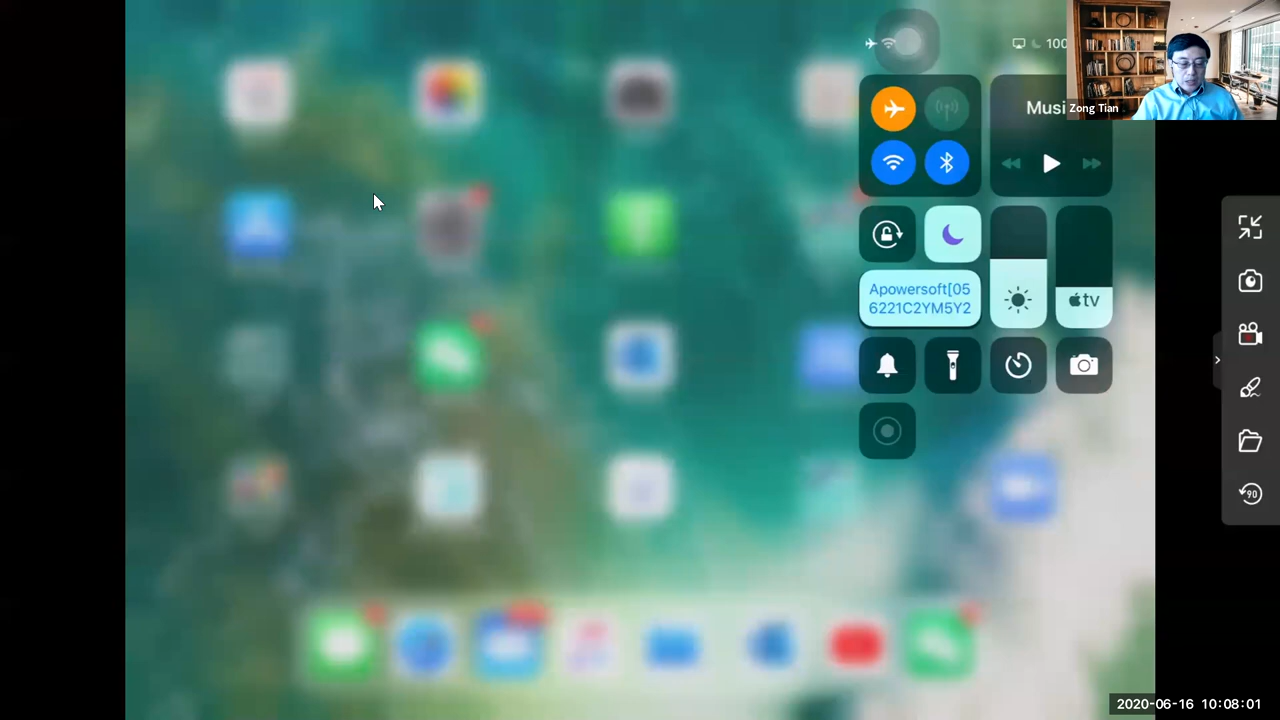 100
Zong Tian
Musi
Apowersoft[05
6221C2YM5Y2
tv
90
2020-06-16 10:08:01